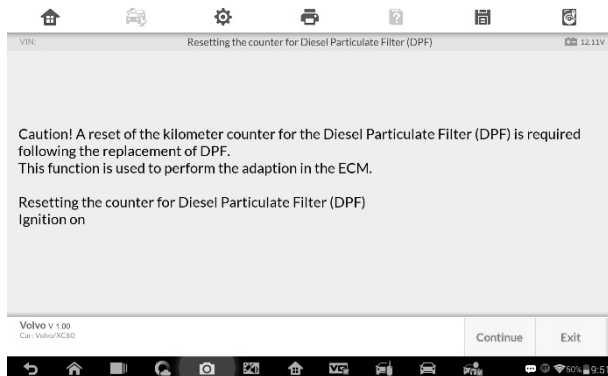 VIN:
Resetting the counter for Diesel Particulate Filter (DPF)
12.11V
Caution! A reset of the kilometer counter for the Diesel Particulate Filter (DPF) is required
following the replacement of DPF.
This function is used to perform the adaption in the ECM.
Resetting the counter for Diesel Particulate Filter (DPF)
Ignition on
Volvo V 1.00
Car: Volvo/XC60
Continue
Exit
50% 9:51